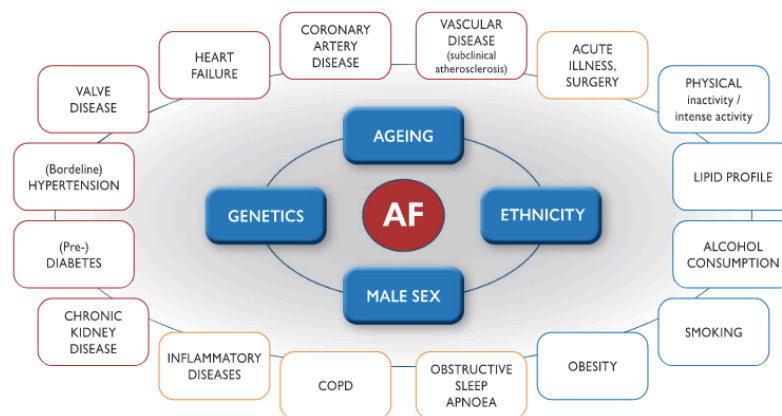 CORONARY
ARTERY
DISEASE
VASCULAR
DISEASE
(subclinical
atherosclerosis)
HEART
FAILURE
ACUTE
ILLNESS,
SURGERY
VALVE
DISEASE
PHYSICAL
inactivity /
intense activity
AGEING
(Bordeline)
HYPERTENSION
LIPID PROFILE
GENETICS
AF
ETHNICITY
(Pre-)
DIABETES
ALCOHOL
CONSUMPTION
MALE SEX
CHRONIC
KIDNEY
DISEASE
SMOKING
INFLAMMATORY
DISEASES
COPD
OBSTRUCTIVE
SLEEP
APNOEA
OBESITY